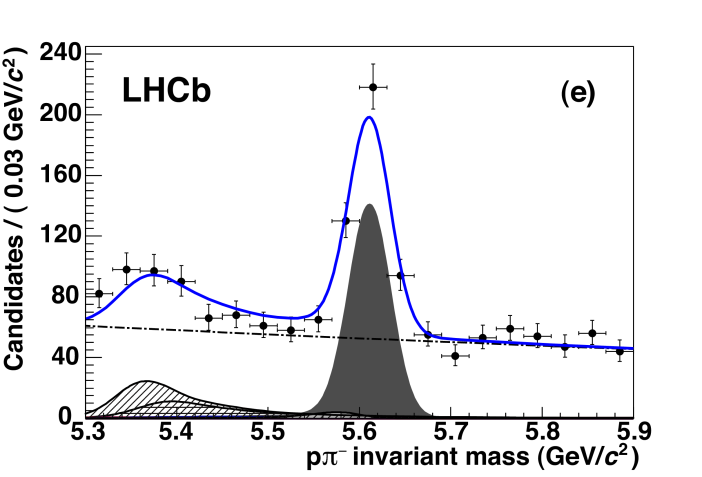 Candidates / ( 0.03 GeV/c² )
240
200
160
120
80
40
0
LHCb
(e)
5.3 5.4 5.5 5.6 5.7 5.8 5.9
pπ⁻ invariant mass (GeV/c²)